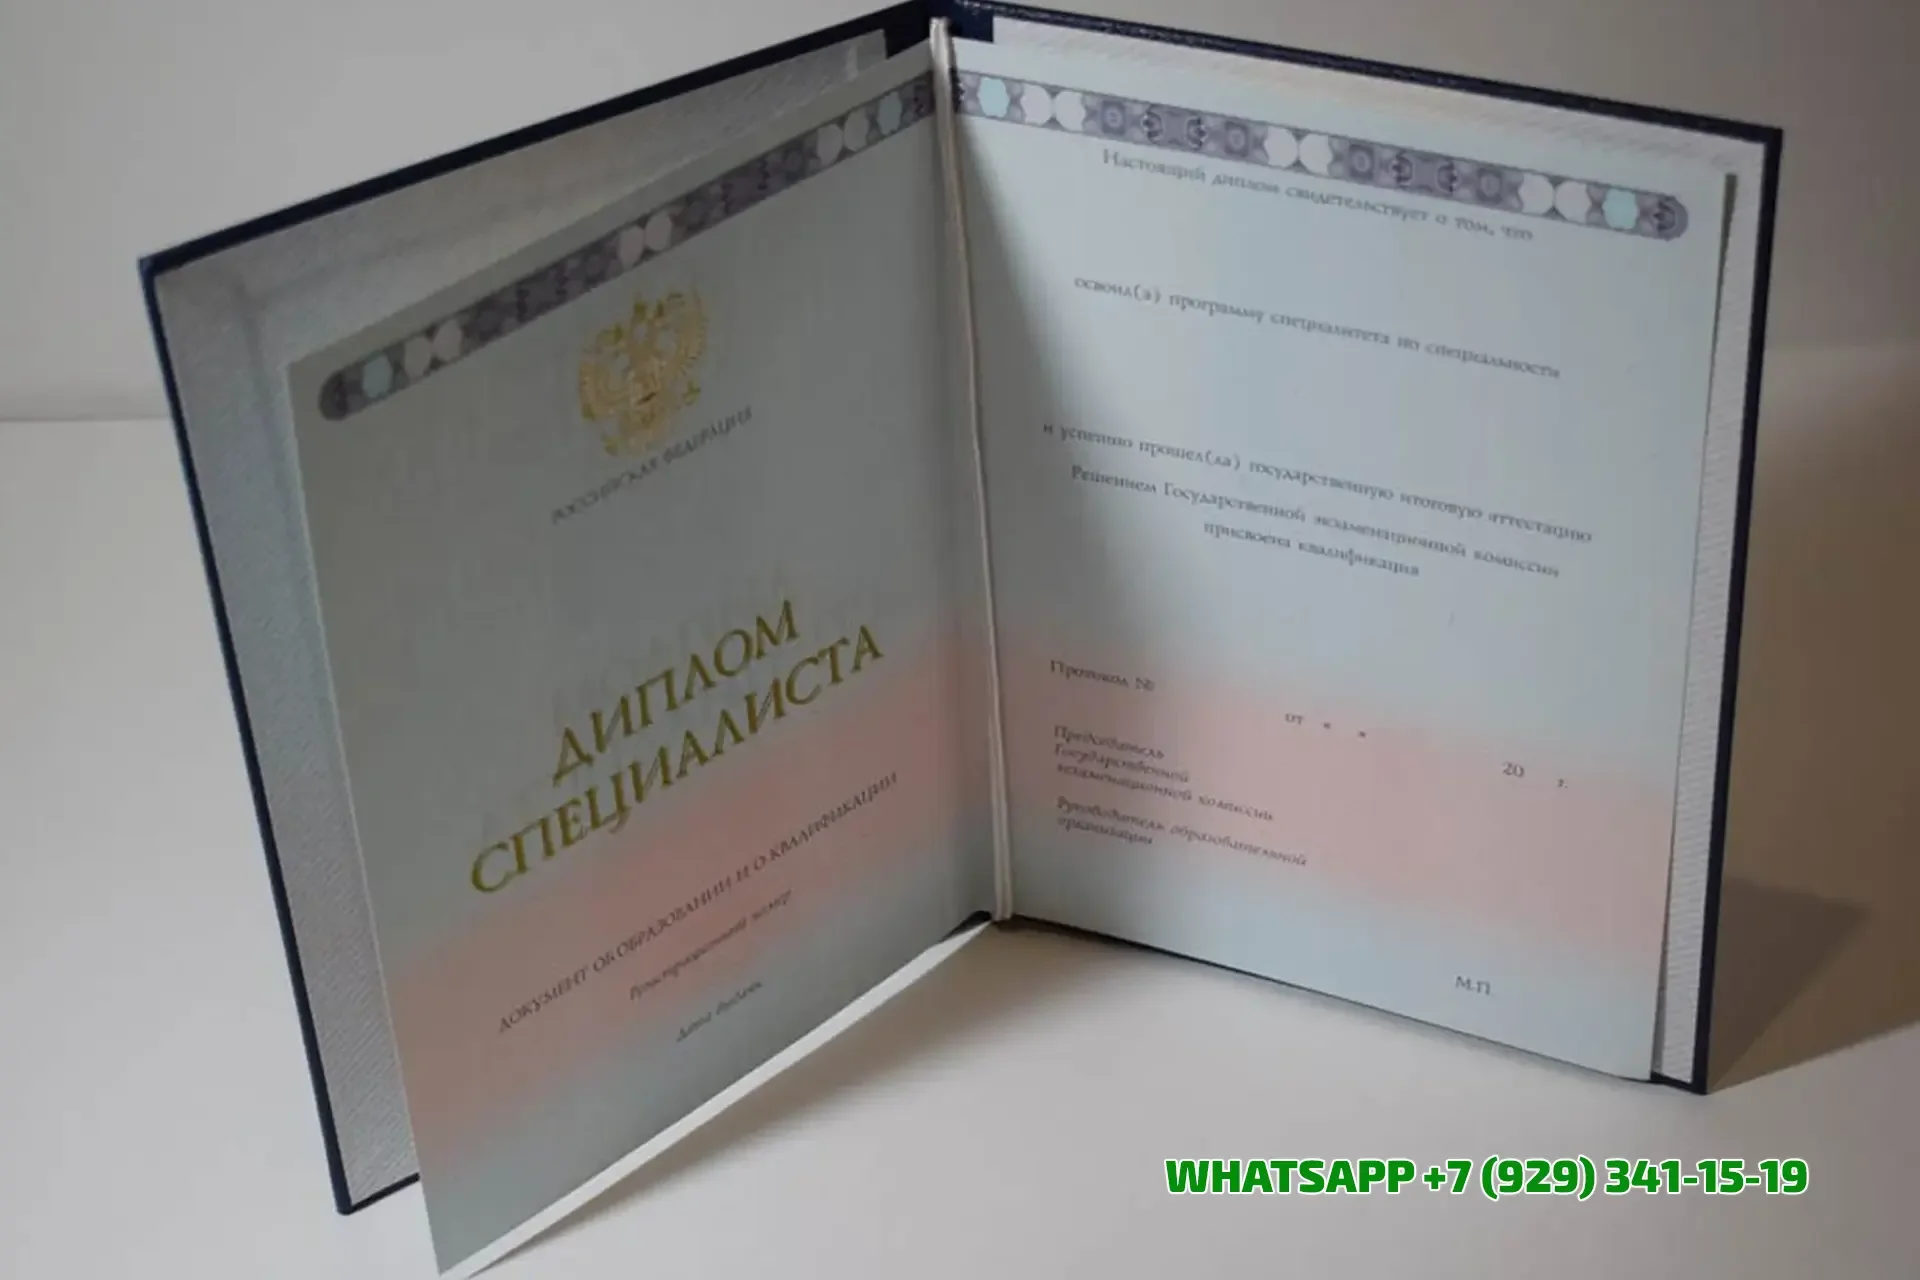 РОССИЙСКАЯ ФЕДЕРАЦИЯ
ДИПЛОМ
СПЕЦИАЛИСТА
ДОКУМЕНТ ОБ ОБРАЗОВАНИИ И О КВАЛИФИКАЦИИ
Регистрационный номер
Дата выдачи
Настоящий диплом свидетельствует о том, что
освоил(а) программу специалитета по специальности
и успешно прошел(ла) государственную итоговую аттестацию
Решением Государственной экзаменационной комиссии
присвоена квалификация
Протокол №
от « »
20 г.
Председатель
Государственной
экзаменационной комиссии
Руководитель образовательной
организации
М.П.
WHATSAPP +7 (929) 341-15-19